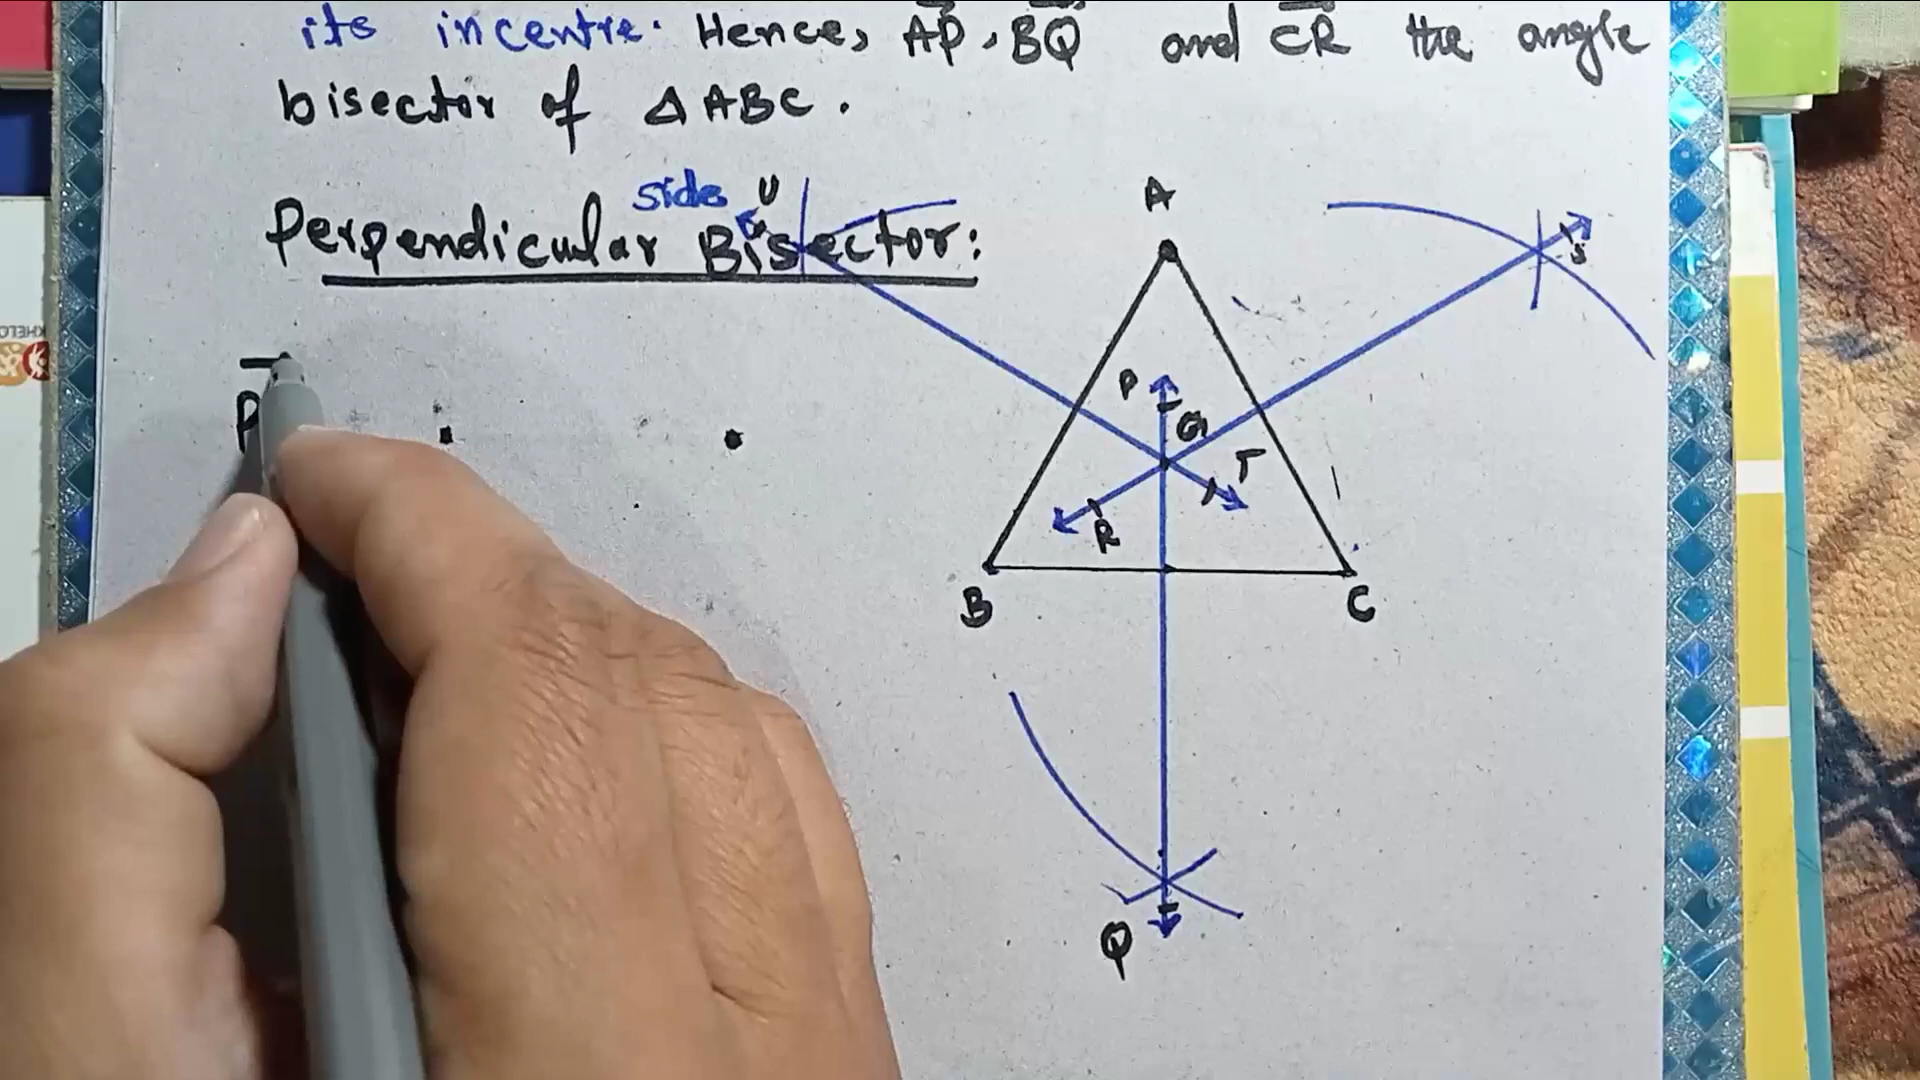 its incentre. Hence, AP, BQ and CR the angle
bisector of △ABC.
side
Perpendicular Bisector:
U
A
S
P
G
T
R
B
C
Q
P